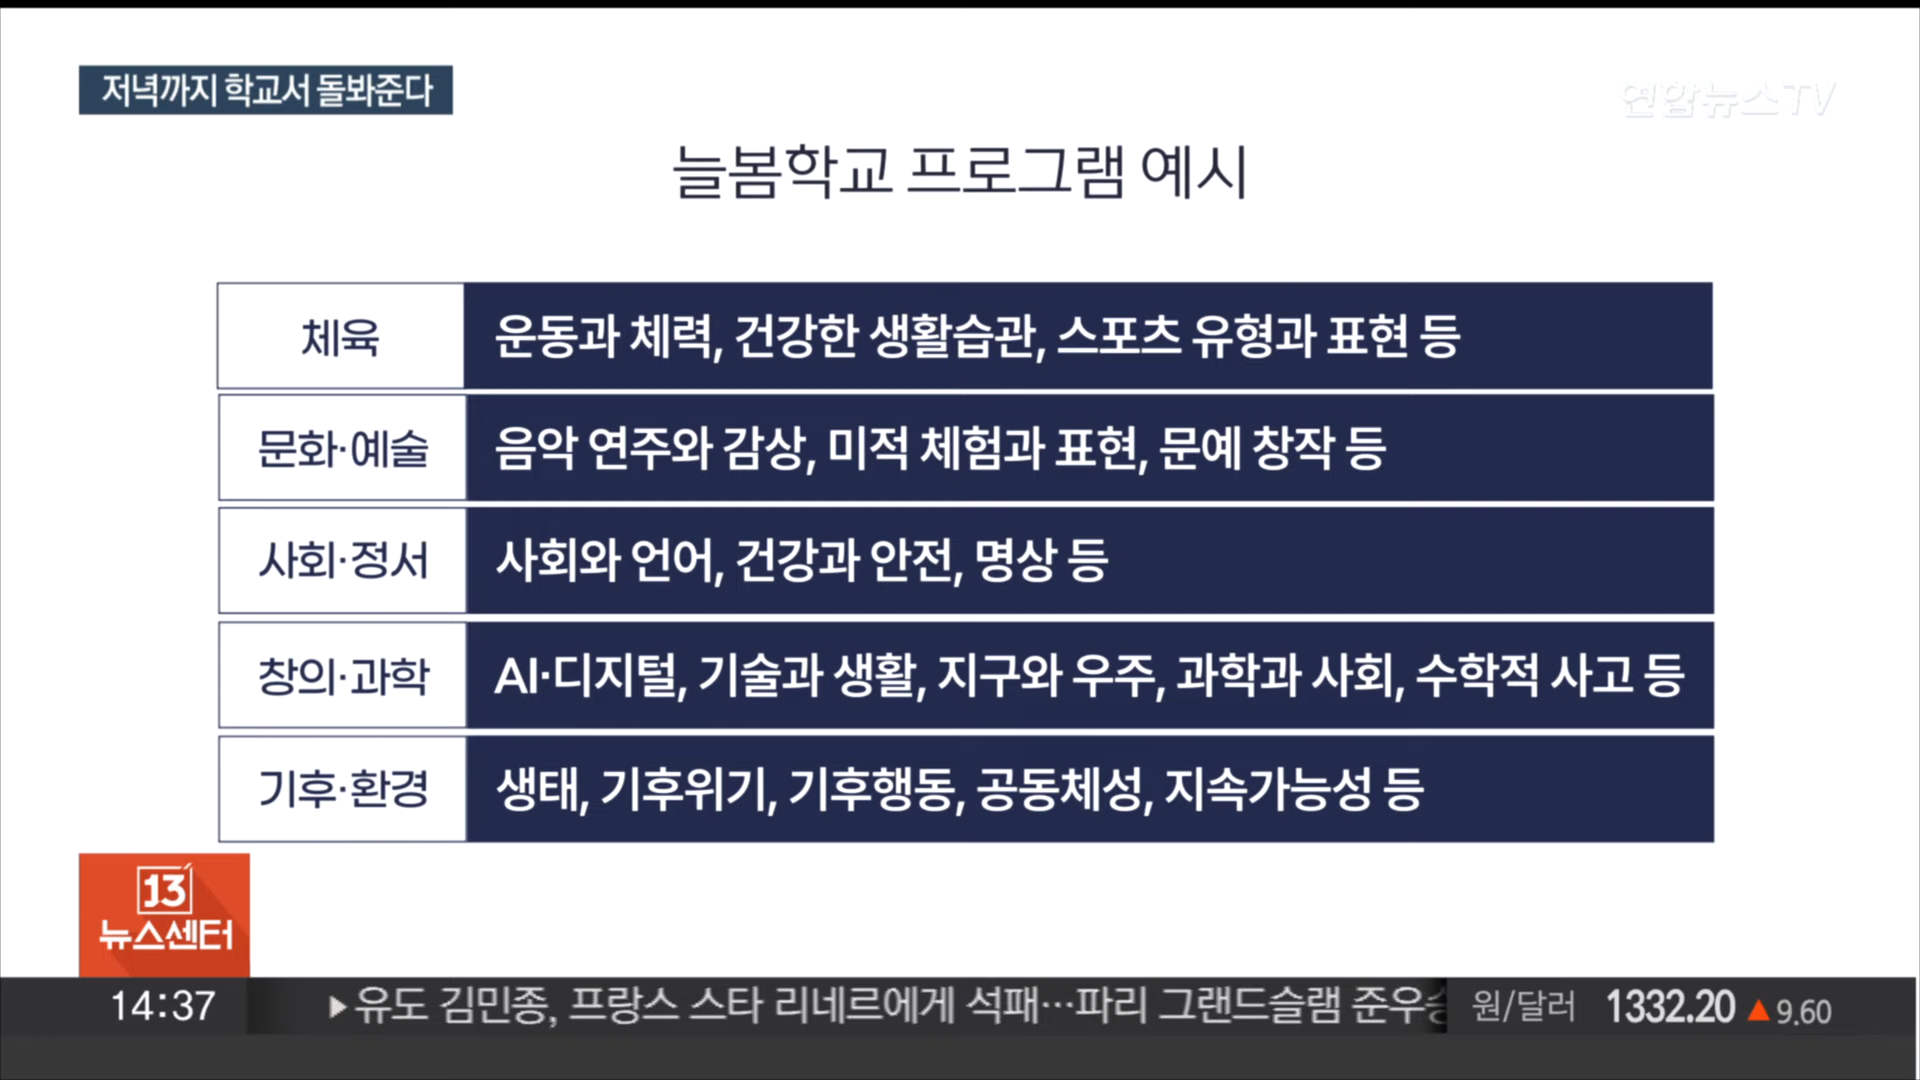 저녁까지 학교서 돌봐준다
연합뉴스TV
늘봄학교 프로그램 예시
체육
운동과 체력, 건강한 생활습관, 스포츠 유형과 표현 등
문화·예술
음악 연주와 감상, 미적 체험과 표현, 문예 창작 등
사회·정서
사회와 언어, 건강과 안전, 명상 등
창의·과학
AI·디지털, 기술과 생활, 지구와 우주, 과학과 사회, 수학적 사고 등
기후·환경
생태, 기후위기, 기후행동, 공동체성, 지속가능성 등
13
뉴스센터
14:37
▶유도 김민종, 프랑스 스타 리네르에게 석패…파리 그랜드슬램 준우승
원/달러 1332.20 ▲9.60